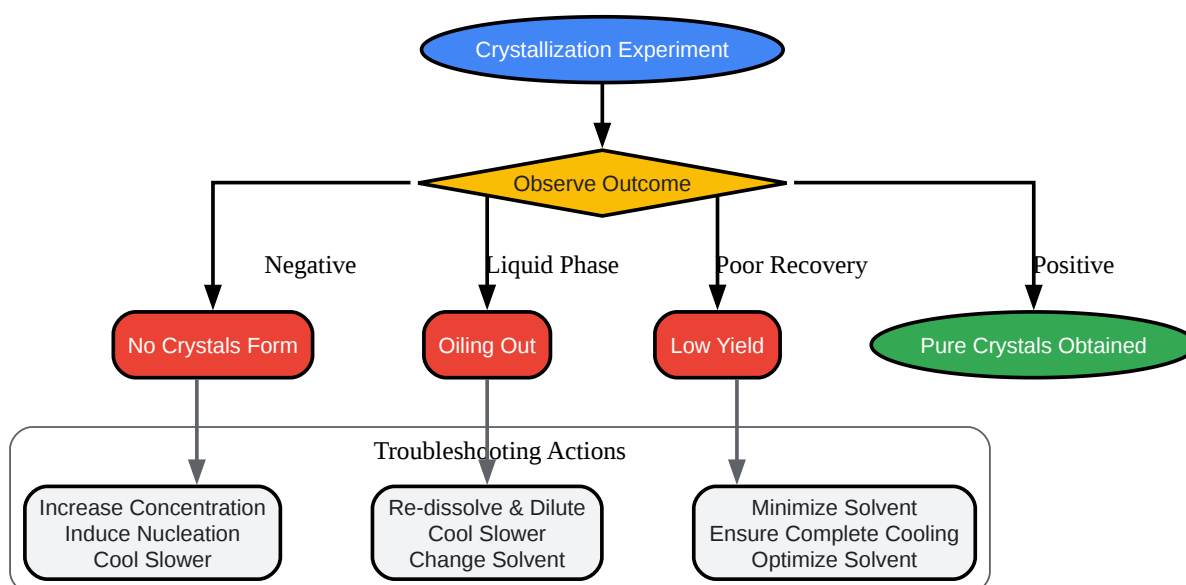 Crystallization Experiment
Observe Outcome
Negative
Liquid Phase
Poor Recovery
Positive
No Crystals Form
Oiling Out
Low Yield
Pure Crystals Obtained
Troubleshooting Actions
Increase Concentration
Induce Nucleation
Cool Slower
Re-dissolve & Dilute
Cool Slower
Change Solvent
Minimize Solvent
Ensure Complete Cooling
Optimize Solvent